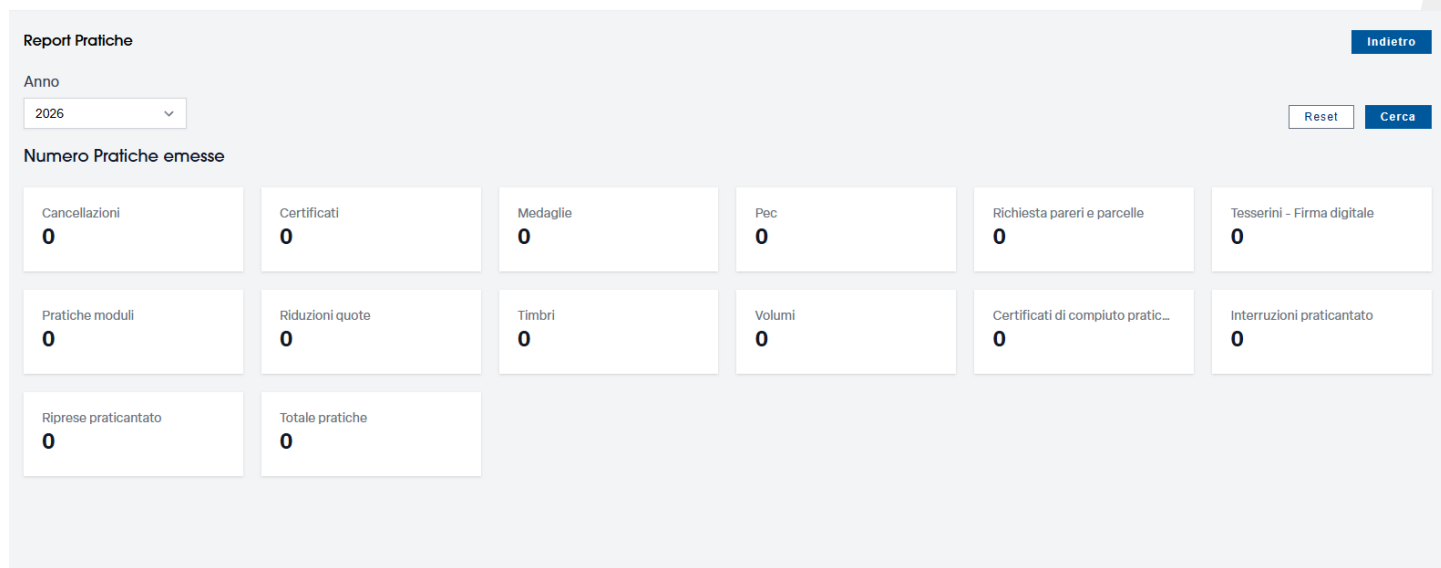 Report Pratiche
Indietro
Anno
2026
Reset
Cerca
Numero Pratiche emesse
Cancellazioni
0
Certificati
0
Medaglie
0
Pec
0
Richiesta pareri e parcelle
0
Tesserini - Firma digitale
0
Pratiche moduli
0
Riduzioni quote
0
Timbri
0
Volumi
0
Certificati di compiuto pratic...
0
Interruzioni praticantato
0
Riprese praticantato
0
Totale pratiche
0